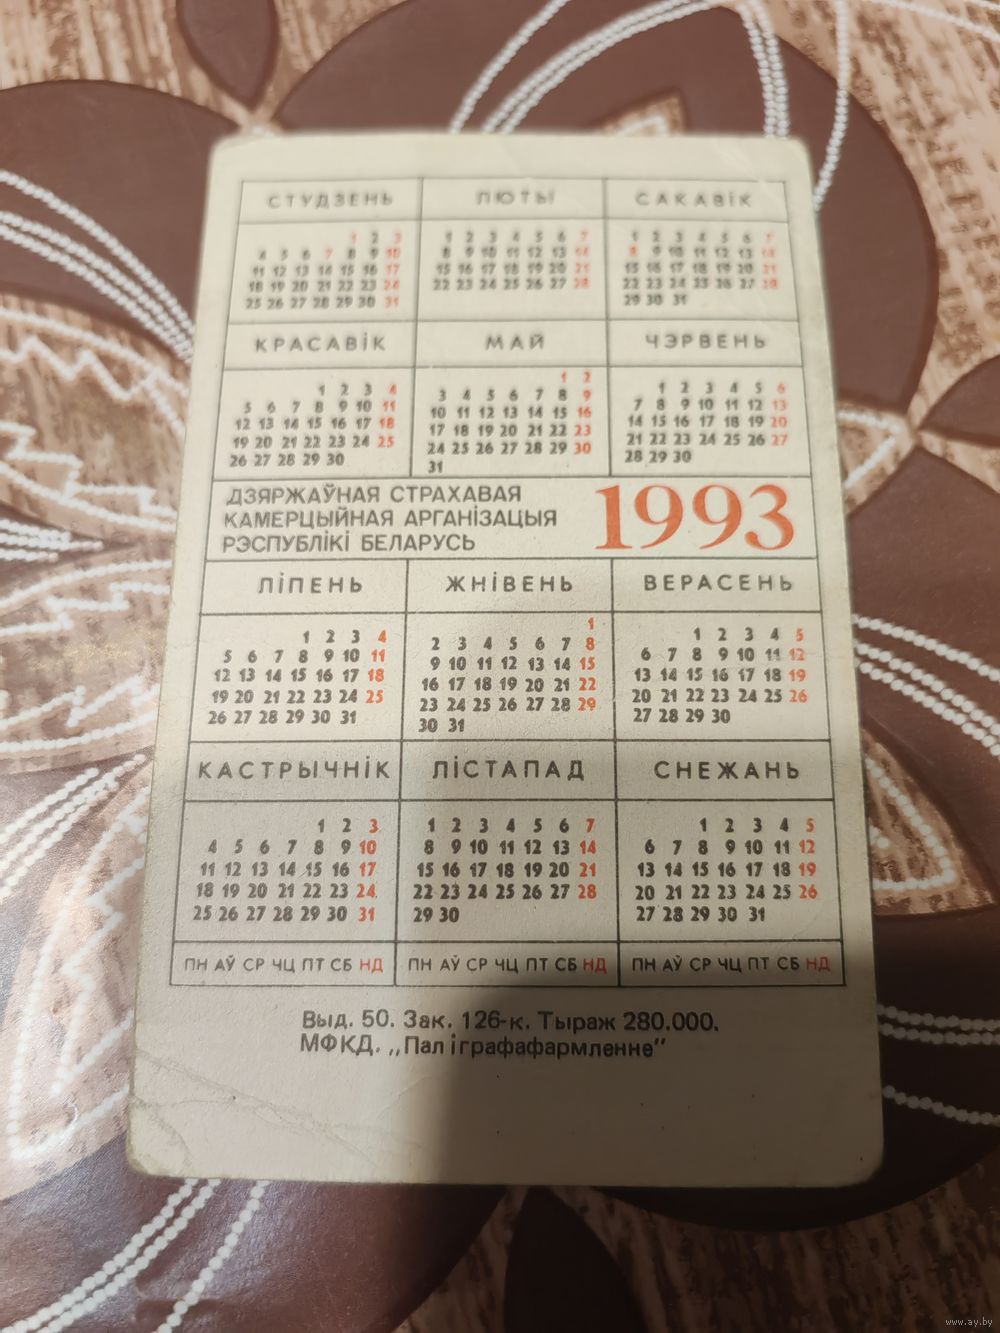 СТУДЗЕНЬ ЛЮТЫ САКАВІК
1 2 3 1 2 3 4 5 6 7 1 2 3 4 5 6 7
4 5 6 7 8 9 10 8 9 10 11 12 13 14 8 9 10 11 12 13 14
11 12 13 14 15 16 17 15 16 17 18 19 20 21 15 16 17 18 19 20 21
18 19 20 21 22 23 24 22 23 24 25 26 27 28 22 23 24 25 26 27 28
25 26 27 28 29 30 31 29 30 31
КРАСАВІК МАЙ ЧЭРВЕНЬ
1 2 3 4 1 2 1 2 3 4 5 6
5 6 7 8 9 10 11 3 4 5 6 7 8 9 7 8 9 10 11 12 13
12 13 14 15 16 17 18 10 11 12 13 14 15 16 14 15 16 17 18 19 20
19 20 21 22 23 24 25 17 18 19 20 21 22 23 21 22 23 24 25 26 27
26 27 28 29 30 24 25 26 27 28 29 30 28 29 30
31
ДЗЯРЖАЎНАЯ СТРАХАВАЯ
КАМЕРЦЫЙНАЯ АРГАНІЗАЦЫЯ
РЭСПУБЛІКІ БЕЛАРУСЬ
1993
ЛІПЕНЬ ЖНІВЕНЬ ВЕРАСЕНЬ
1 2 3 4 1 1 2 3 4 5
5 6 7 8 9 10 11 2 3 4 5 6 7 8 6 7 8 9 10 11 12
12 13 14 15 16 17 18 9 10 11 12 13 14 15 13 14 15 16 17 18 19
19 20 21 22 23 24 25 16 17 18 19 20 21 22 20 21 22 23 24 25 26
26 27 28 29 30 31 23 24 25 26 27 28 29 27 28 29 30
30 31
КАСТРЫЧНІК ЛІСТАПАД СНЕЖАНЬ
1 2 3 1 2 3 4 5 6 7 1 2 3 4 5
4 5 6 7 8 9 10 8 9 10 11 12 13 14 6 7 8 9 10 11 12
11 12 13 14 15 16 17 15 16 17 18 19 20 21 13 14 15 16 17 18 19
18 19 20 21 22 23 24 22 23 24 25 26 27 28 20 21 22 23 24 25 26
25 26 27 28 29 30 31 29 30 27 28 29 30 31
ПН АЎ СР ЧЦ ПТ СБ НД ПН АЎ СР ЧЦ ПТ СБ НД ПН АЎ СР ЧЦ ПТ СБ НД
Выд. 50. Зак. 126-к. Тыраж 280.000.
МФКД. „Паліграфафармленне"
www.ay.by